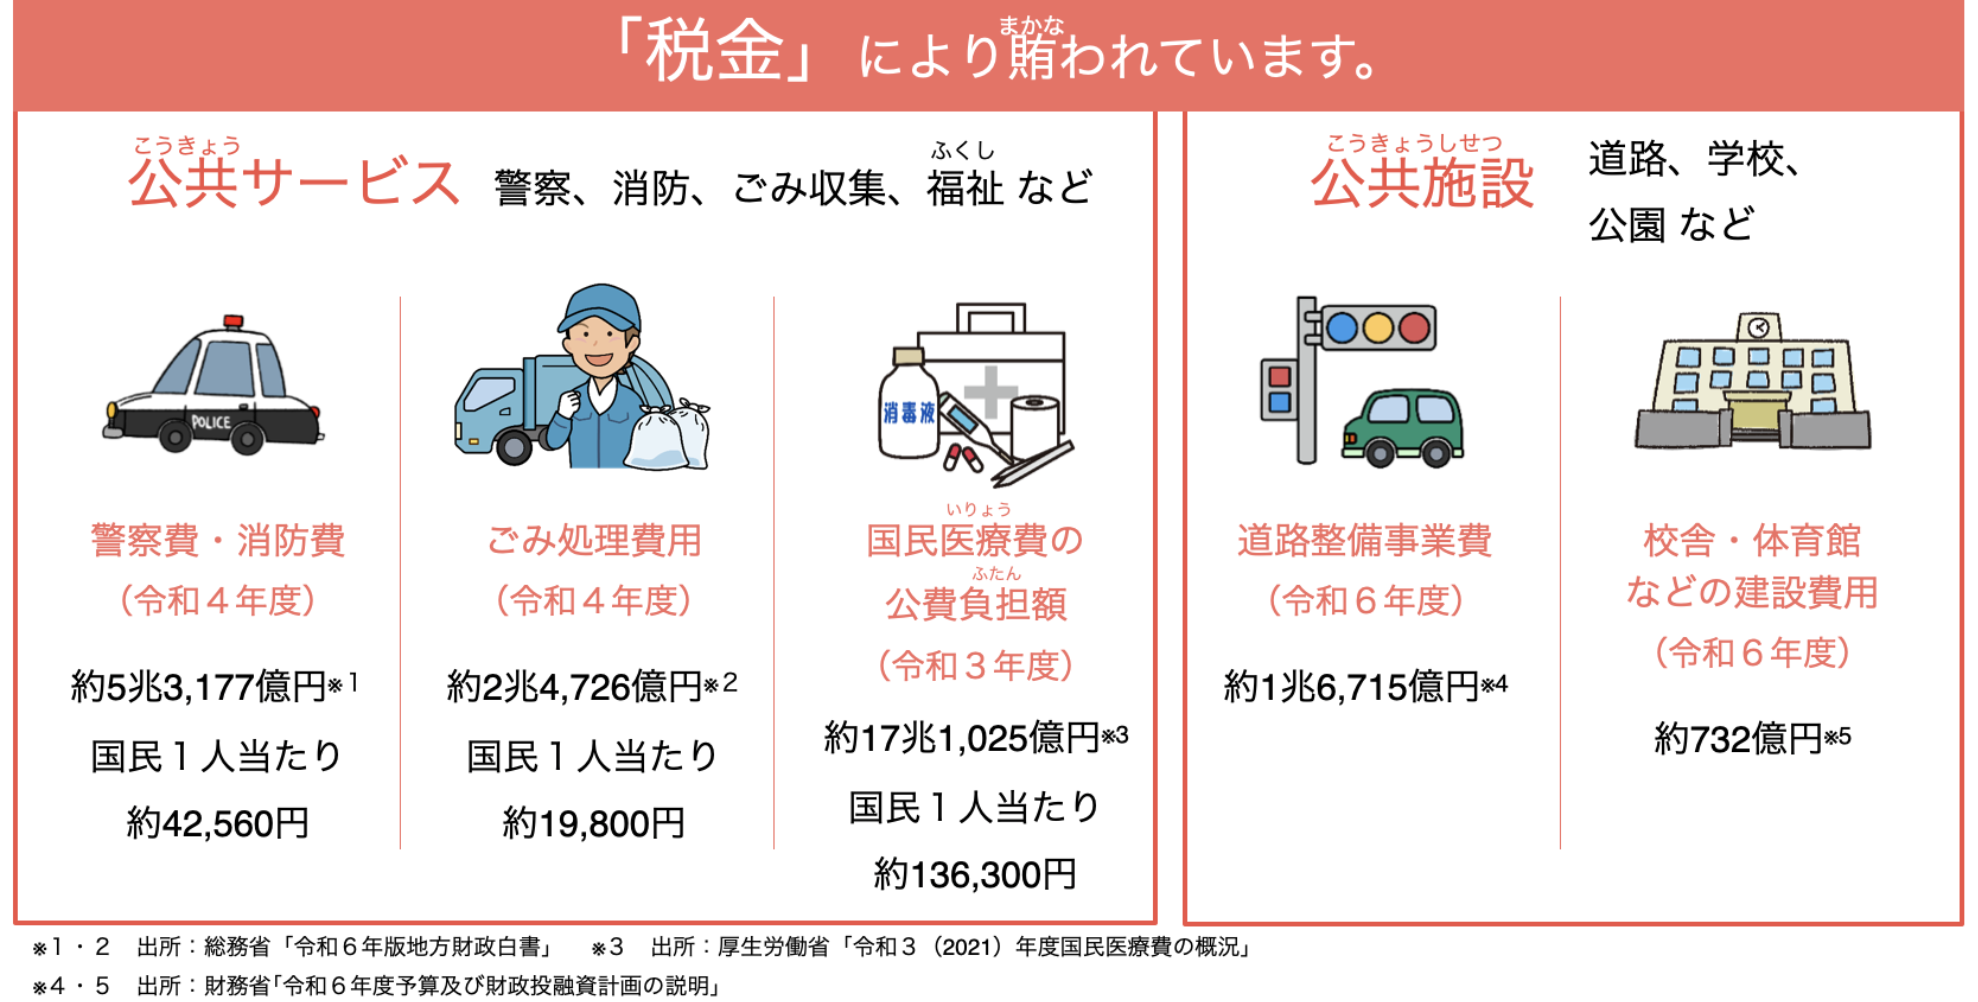 「税金」により賄われています。
まかな
こうきょう
公共サービス 警察、消防、ごみ収集、福祉 など
ふくし
POLICE
消毒液
警察費・消防費
（令和４年度）
約5兆3,177億円※1
国民１人当たり
約42,560円
ごみ処理費用
（令和４年度）
約2兆4,726億円※2
国民１人当たり
約19,800円
いりょう
国民医療費の
ふたん
公費負担額
（令和３年度）
約17兆1,025億円※3
国民１人当たり
約136,300円
こうきょうしせつ
公共施設
道路、学校、
公園 など
道路整備事業費
（令和６年度）
約1兆6,715億円※4
校舎・体育館
などの建設費用
（令和６年度）
約732億円※5
※１・２　出所：総務省「令和６年版地方財政白書」　※３　出所：厚生労働省「令和３（2021）年度国民医療費の概況」
※４・５　出所：財務省「令和６年度予算及び財政投融資計画の説明」